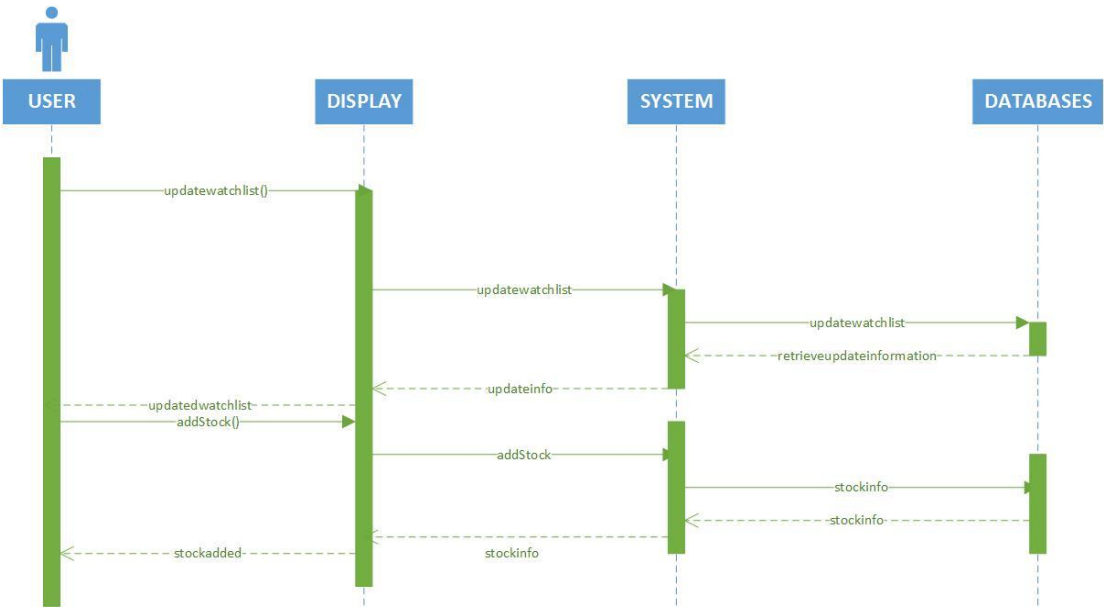 USER
DISPLAY
SYSTEM
DATABASES
updatewatchlist()
updatewatchlist
updatewatchlist
retrieveupdateinformation
updateinfo
updatedwatchlist
addStock()
addStock
stockinfo
stockinfo
stockinfo
stockadded